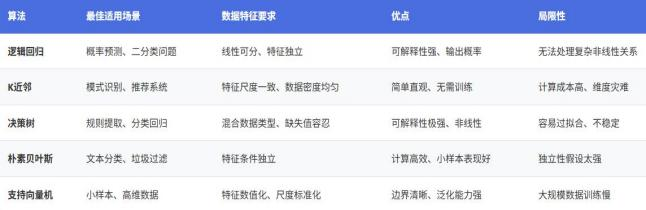 算法 最佳适用场景 数据特征要求 优点 局限性
逻辑回归 概率预测、二分类问题 线性可分、特征独立 可解释性强、输出概率 无法处理复杂非线性关系
K近邻 模式识别、推荐系统 特征尺度一致、数据密度均匀 简单直观、无需训练 计算成本高、维度灾难
决策树 规则提取、分类回归 混合数据类型、缺失值容忍 可解释性极强、非线性 容易过拟合、不稳定
朴素贝叶斯 文本分类、垃圾过滤 特征条件独立 计算高效、小样本表现好 独立性假设太强
支持向量机 小样本、高维数据 特征数值化、尺度标准化 边界清晰、泛化能力强 大规模数据训练慢